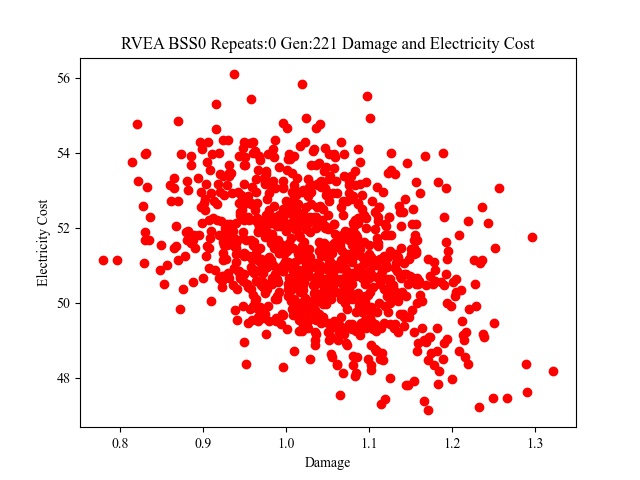 RVEA BSS0 Repeats:0 Gen:221 Damage and Electricity Cost
56
54
52
50
48
Electricity Cost
0.8 0.9 1.0 1.1 1.2 1.3
Damage